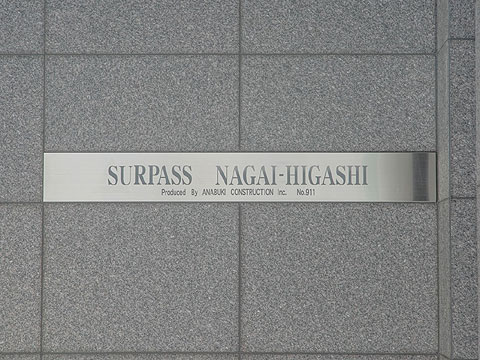 SURPASS NAGAI-HIGASHI
Produced By ANABUKI CONSTRUCTION inc. No.911